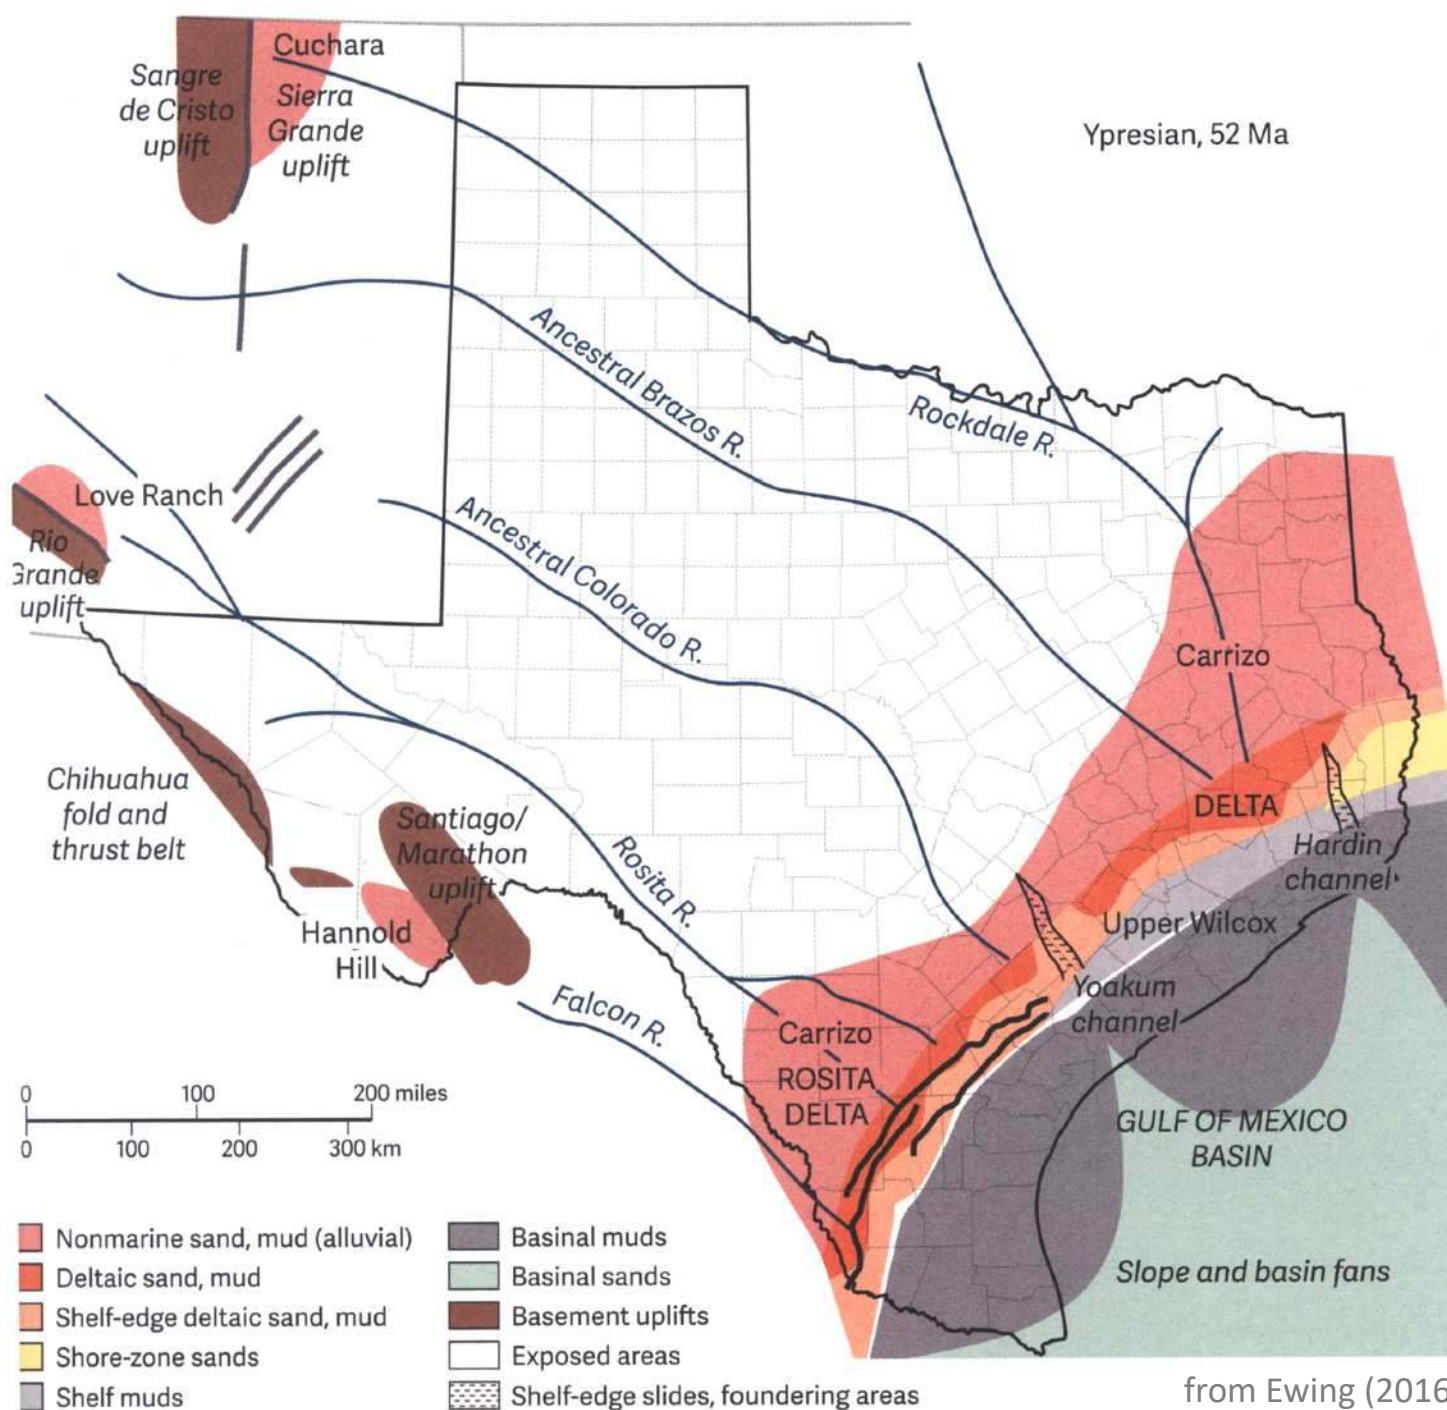 Cuchara
Sangre
de Cristo
uplift
Sierra
Grande
uplift
Ypresian, 52 Ma
Ancestral Brazos R.
Rockdale R.
Love Ranch
Ancestral Colorado R.
Rio
Grande
uplift
Carrizo
Chihuahua
fold and
thrust belt
Santiago/
Marathon
uplift
DELTA
Rosita R.
Hardin
channel
Upper Wilcox
Hannold
Hill
Yoakum
channel
Falcon R.
Carrizo
ROSITA
DELTA
0 100 200 miles
0 100 200 300 km
GULF OF MEXICO
BASIN
Slope and basin fans
Nonmarine sand, mud (alluvial)
Deltaic sand, mud
Shelf-edge deltaic sand, mud
Shore-zone sands
Shelf muds
Basinal muds
Basinal sands
Basement uplifts
Exposed areas
Shelf-edge slides, foundering areas
from Ewing (2016